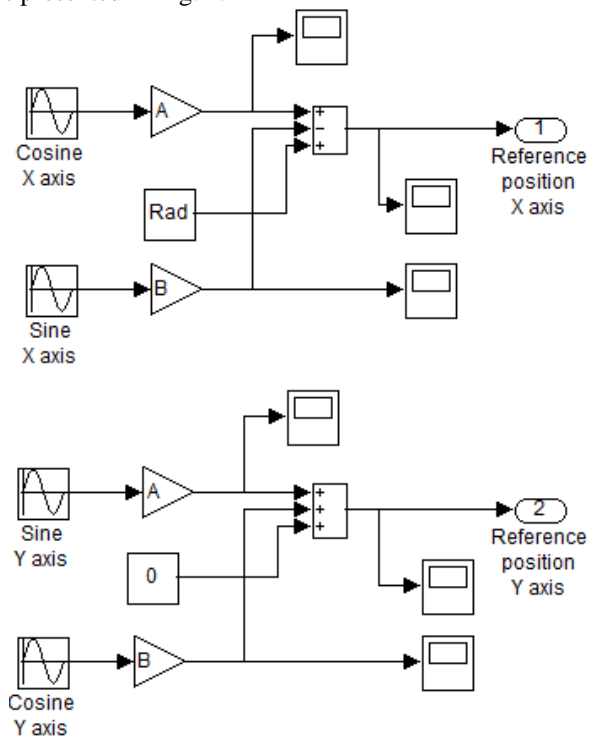 A
+
−
+
1
Cosine
X axis
Reference
position
X axis
Rad
B
Sine
X axis
A
+
+
+
2
Sine
Y axis
Reference
position
Y axis
0
B
Cosine
Y axis